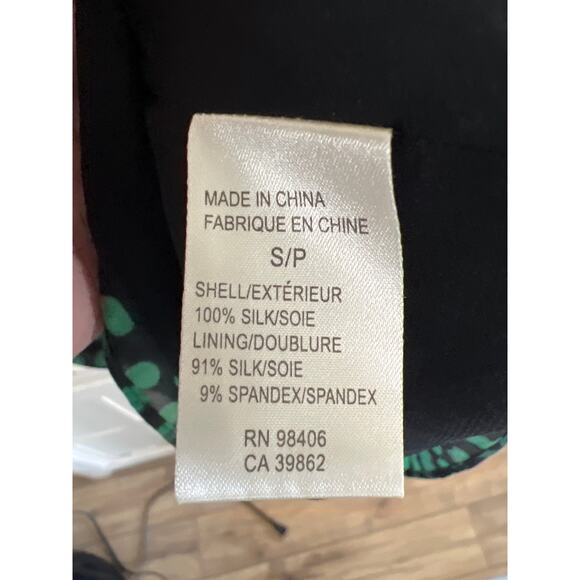 MADE IN CHINA
FABRIQUE EN CHINE
S/P
SHELL/EXTÉRIEUR
100% SILK/SOIE
LINING/DOUBLURE
91% SILK/SOIE
9% SPANDEX/SPANDEX
RN 98406
CA 39862